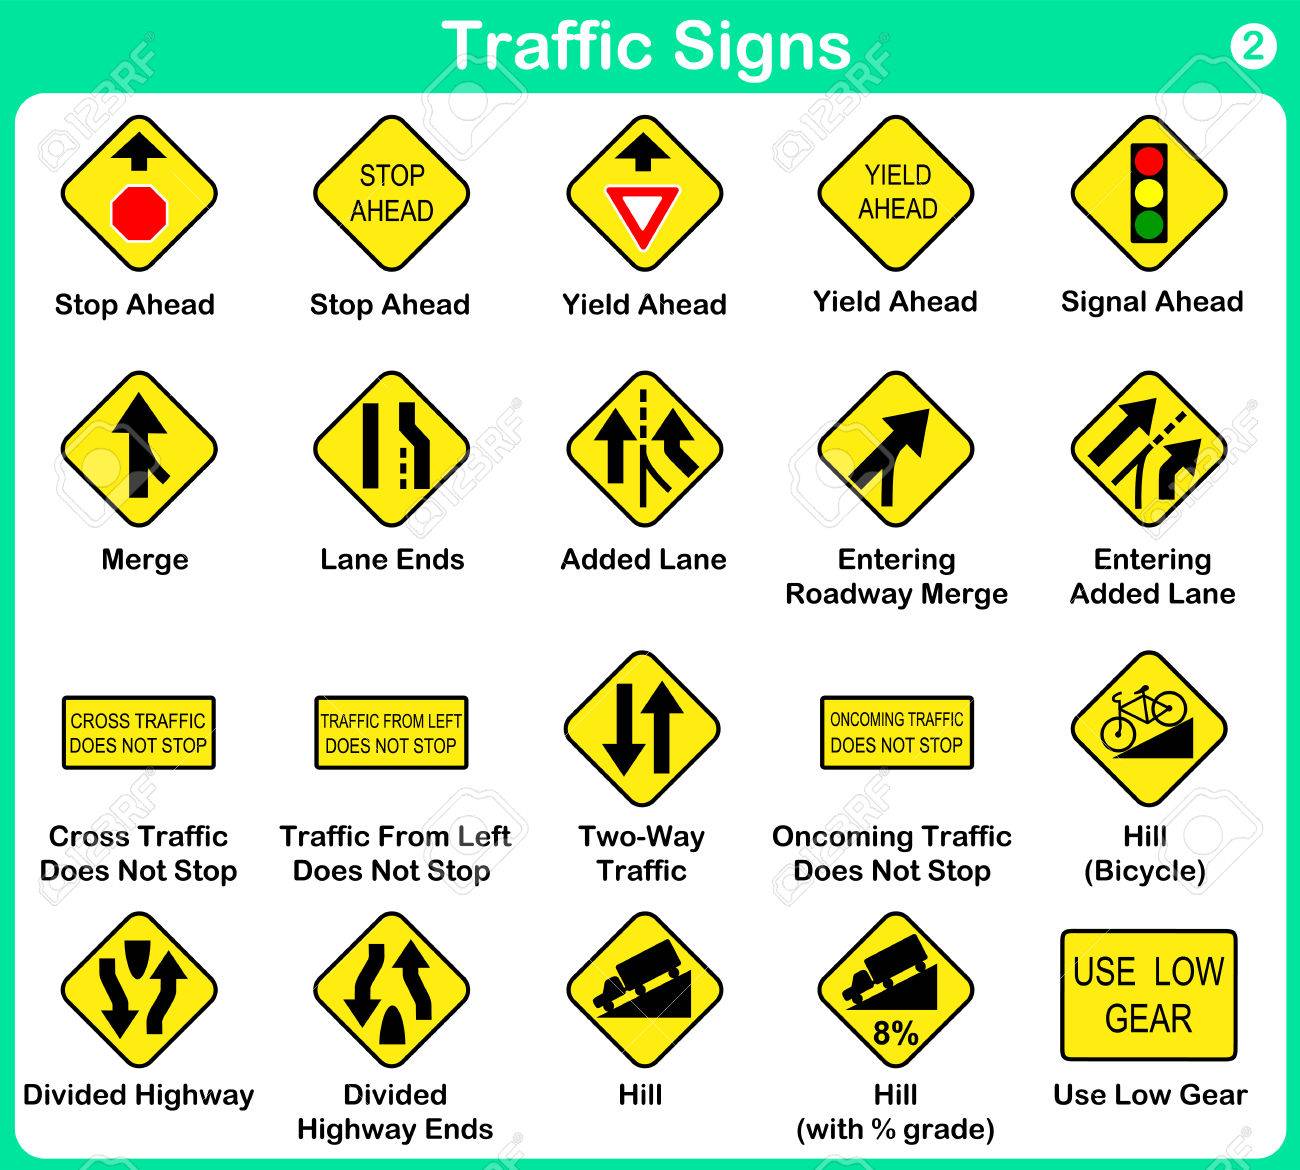 Traffic Signs
2
STOP
AHEAD
YIELD
AHEAD
Stop Ahead
Stop Ahead
Yield Ahead
Yield Ahead
Signal Ahead
Merge
Lane Ends
Added Lane
Entering
Roadway Merge
Entering
Added Lane
CROSS TRAFFIC
DOES NOT STOP
TRAFFIC FROM LEFT
DOES NOT STOP
ONCOMING TRAFFIC
DOES NOT STOP
Cross Traffic
Does Not Stop
Traffic From Left
Does Not Stop
Two-Way
Traffic
Oncoming Traffic
Does Not Stop
Hill
(Bicycle)
8%
USE LOW
GEAR
Divided Highway
Divided
Highway Ends
Hill
Hill
(with % grade)
Use Low Gear
123RF